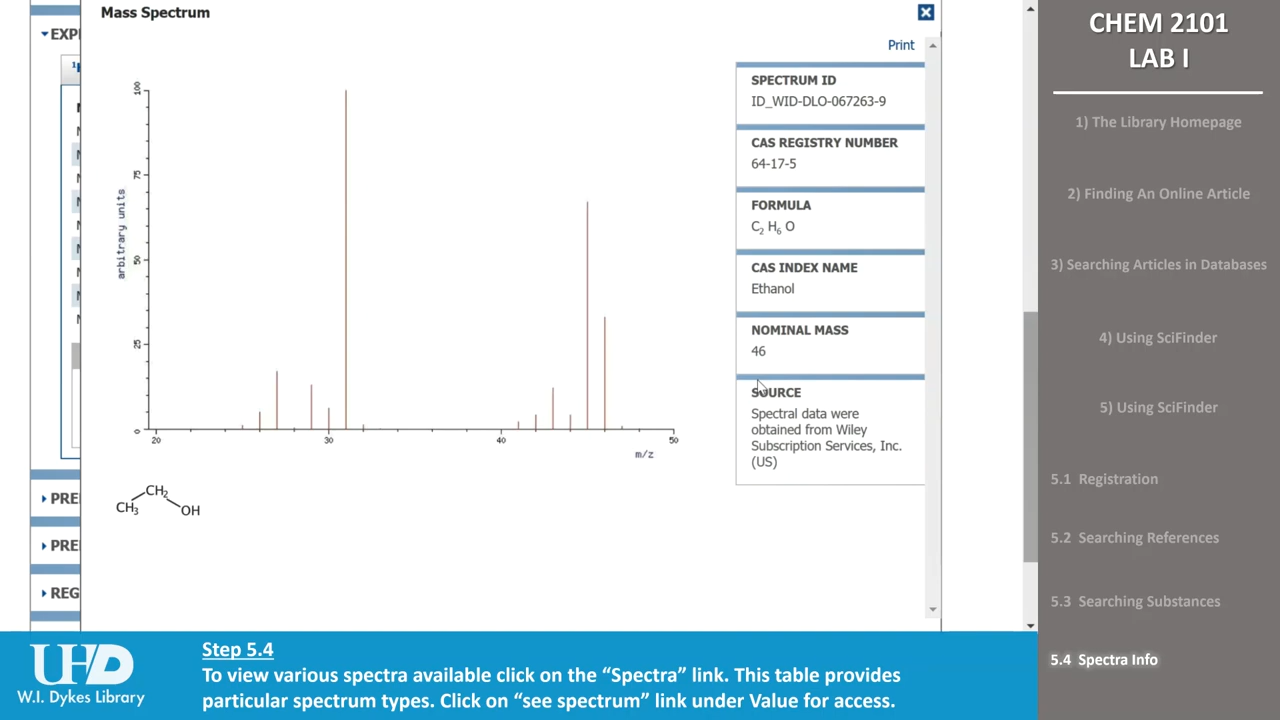 Mass Spectrum
EXP
Print
100
75
50
25
0
arbitrary units
20
30
40
50
m/z
CH3
CH2
OH
SPECTRUM ID
ID_WID-DLO-067263-9
CAS REGISTRY NUMBER
64-17-5
FORMULA
C2 H6 O
CAS INDEX NAME
Ethanol
NOMINAL MASS
46
SOURCE
Spectral data were
obtained from Wiley
Subscription Services, Inc.
(US)
PRE
PRE
REG
CHEM 2101
LAB I
1) The Library Homepage
2) Finding An Online Article
3) Searching Articles in Databases
4) Using SciFinder
5) Using SciFinder
5.1 Registration
5.2 Searching References
5.3 Searching Substances
5.4 Spectra Info
UHD
W.I. Dykes Library
Step 5.4
To view various spectra available click on the “Spectra” link. This table provides
particular spectrum types. Click on “see spectrum” link under Value for access.